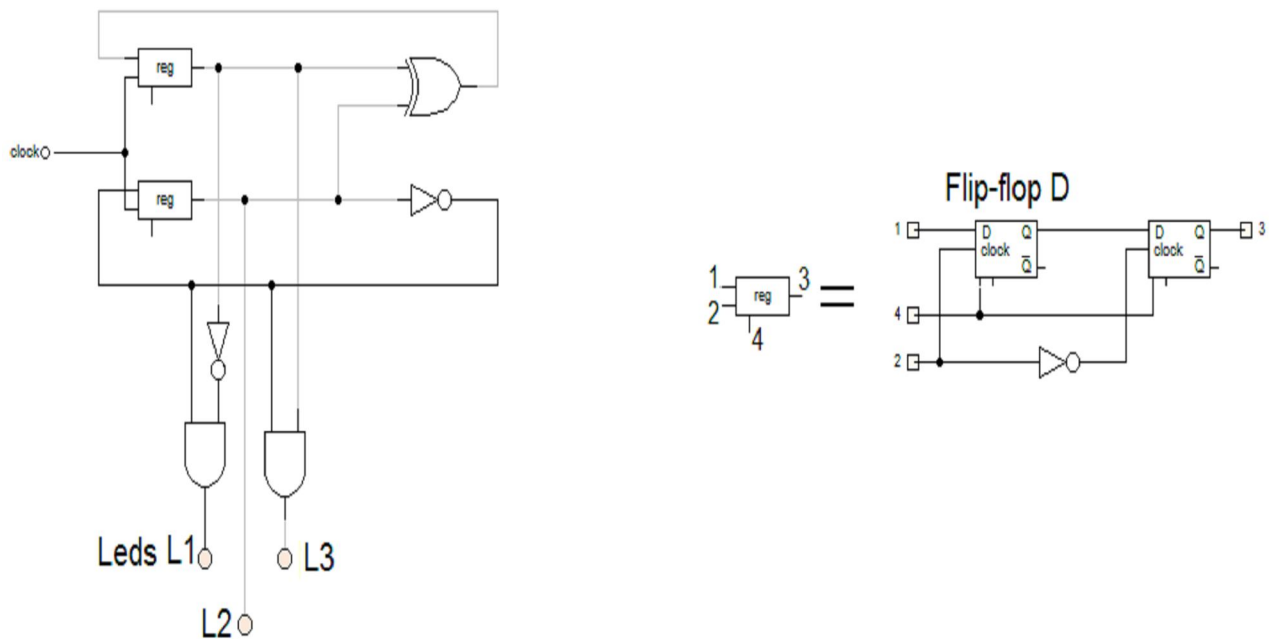 reg
clock
reg
Leds L1
L3
L2
Flip-flop D
1
D Q
clock
Q
D Q
clock
Q
3
1
2
reg
3
4
=
4
2